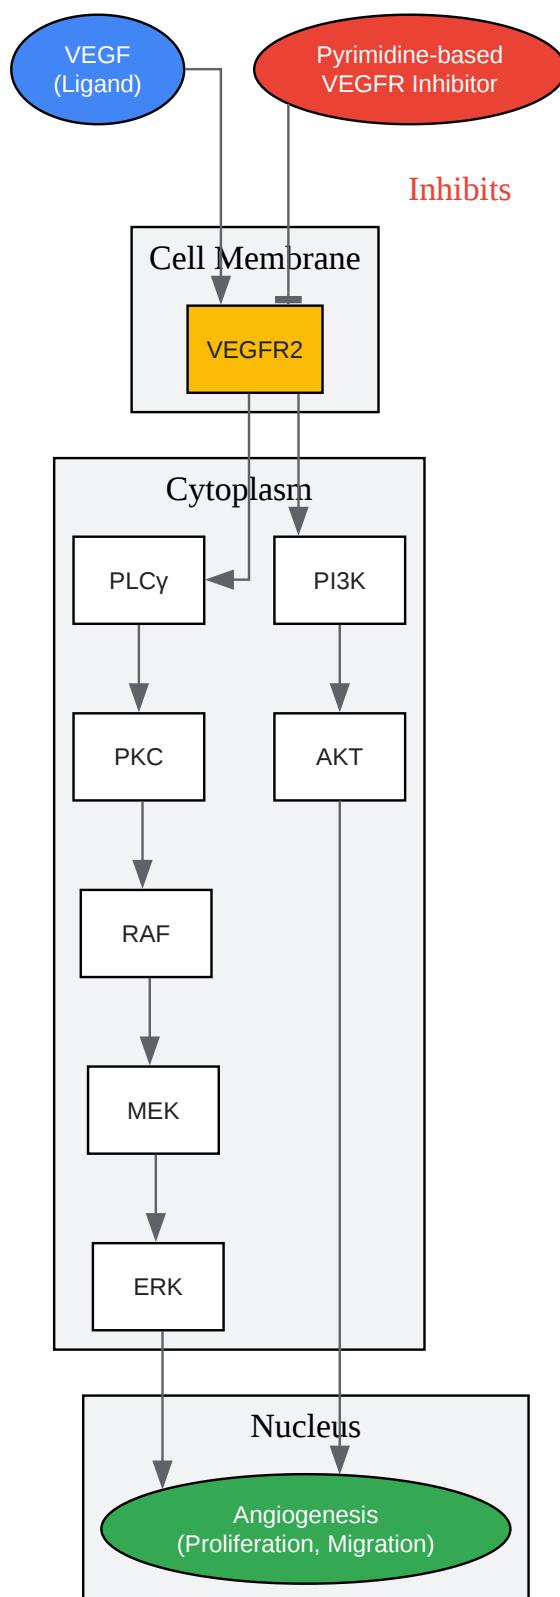 VEGF
(Ligand)
Pyrimidine-based
VEGFR Inhibitor
Inhibits
Cell Membrane
VEGFR2
Cytoplasm
PLCγ
PI3K
PKC
AKT
RAF
MEK
ERK
Nucleus
Angiogenesis
(Proliferation, Migration)